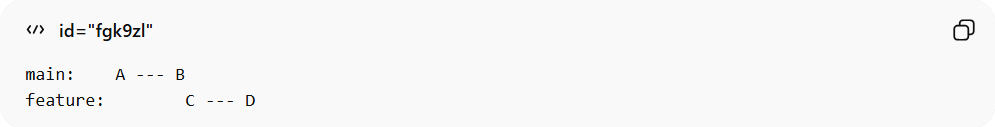 id="fgk9zl"
main:    A --- B
feature:        C --- D